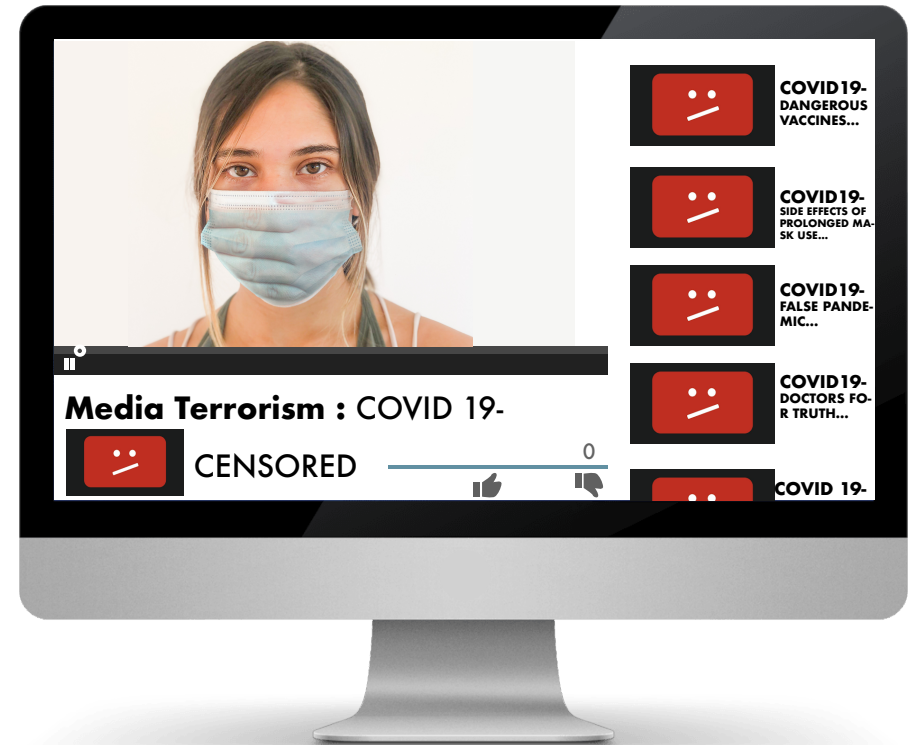 Media Terrorism : COVID 19-
CENSORED
0
COVID19-
DANGEROUS
VACCINES...
COVID19-
SIDE EFFECTS OF
PROLONGED MA-
SK USE...
COVID19-
FALSE PANDE-
MIC...
COVID19-
DOCTORS FO-
R TRUTH...
COVID 19-